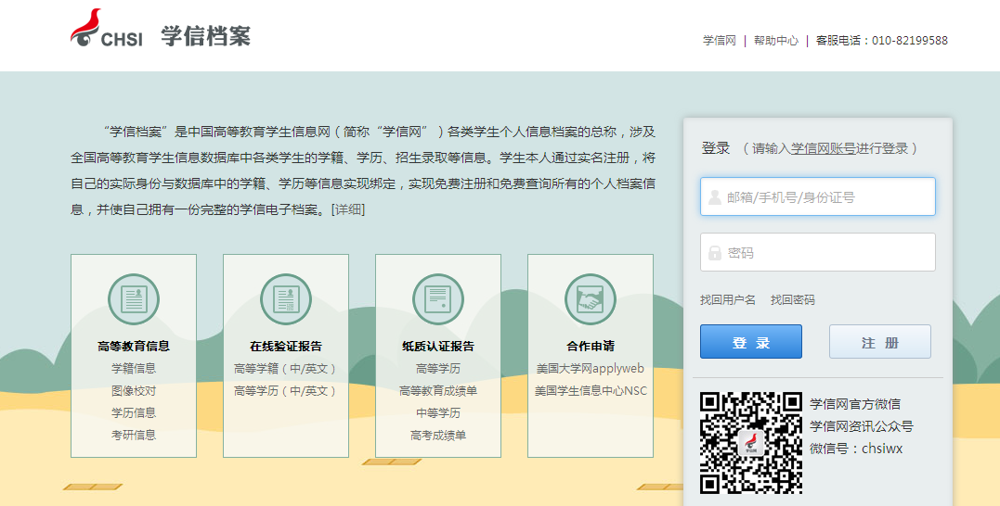 CHSI 学信档案
学信网 | 帮助中心 | 客服电话：010-82199588
“学信档案”是中国高等教育学生信息网（简称“学信网”）各类学生个人信息档案的总称，涉及
全国高等教育学生信息数据库中各类学生的学籍、学历、招生录取等信息。学生本人通过实名注册，将
自己的实际身份与数据库中的学籍、学历等信息实现绑定，实现免费注册和免费查询所有的个人档案信
息，并使自己拥有一份完整的学信电子档案。[详细]
高等教育信息
学籍信息
图像校对
学历信息
考研信息
在线验证报告
高等学籍（中/英文）
高等学历（中/英文）
纸质认证报告
高等学历
高等教育成绩单
中等学历
高考成绩单
合作申请
美国大学网applyweb
美国学生信息中心NSC
登录 （请输入学信网账号进行登录）
邮箱/手机号/身份证号
密码
找回用户名 找回密码
登 录 注 册
学信网官方微信
学信网资讯公众号
微信号：chsiwx
学信网